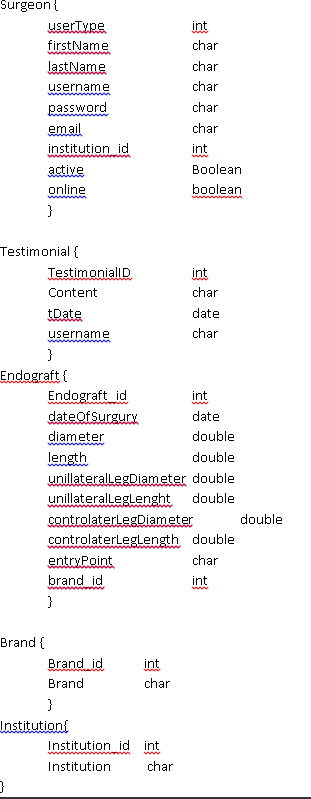 Surgeon {
userType int
firstName char
lastName char
username char
password char
email char
institution_id int
active Boolean
online boolean
}
Testimonial {
TestimonialID int
Content char
tDate date
username char
}
Endograft {
Endograft_id int
dateOfSurgury date
diameter double
length double
unillateralLegDiameter double
unillateralLegLenght double
controlaterLegDiameter double
controlaterLegLength double
entryPoint char
brand_id int
}
Brand {
Brand_id int
Brand char
}
Institution{
Institution_id int
Institution char
}